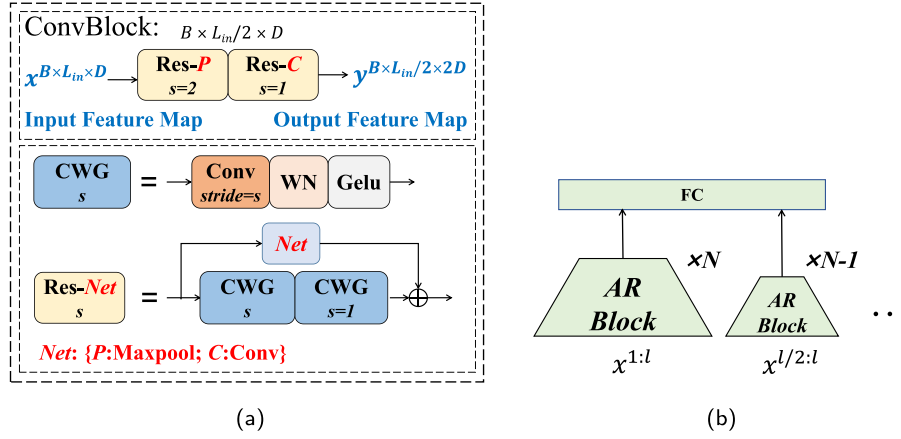 ConvBlock:
B × L_in/2 × D
x^{B×L_in×D}
Res-P
s=2
Res-C
s=1
y^{B×L_in/2×2D}
Input Feature Map
Output Feature Map
CWG
s
=
Conv
stride=s
WN
Gelu
Net
Res-Net
s
=
CWG
s
CWG
s=1
Net: {P:Maxpool; C:Conv}
(a)
FC
×N
×N-1
AR
Block
AR
Block
. .
x^{1:l}
x^{l/2:l}
(b)